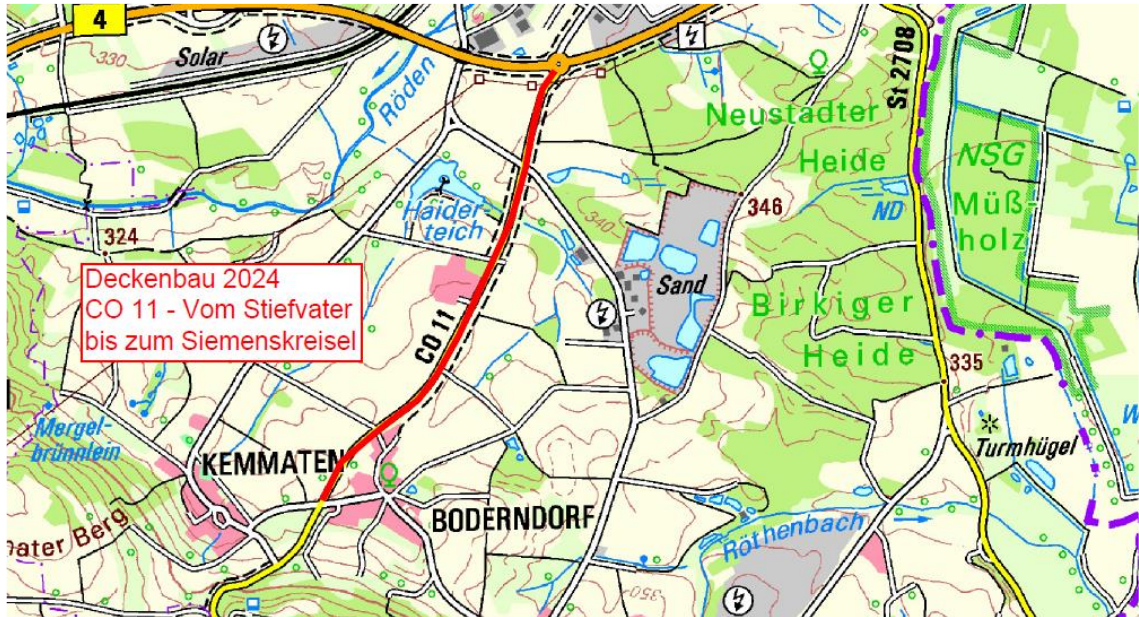 4
330
Solar
Röden
St 2708
Neustadter
Heide
NSG
Müß-
holz
ND
346
Haider-
teich
340
324
Deckenbau 2024
CO 11 - Vom Stiefvater
bis zum Siemenskreisel
Sand
Birkiger
Heide
CO 11
335
Mergel-
brünnlein
KEMMATEN
Turmhügel
W
BODERNDORF
Röthenbach
nater Berg
350